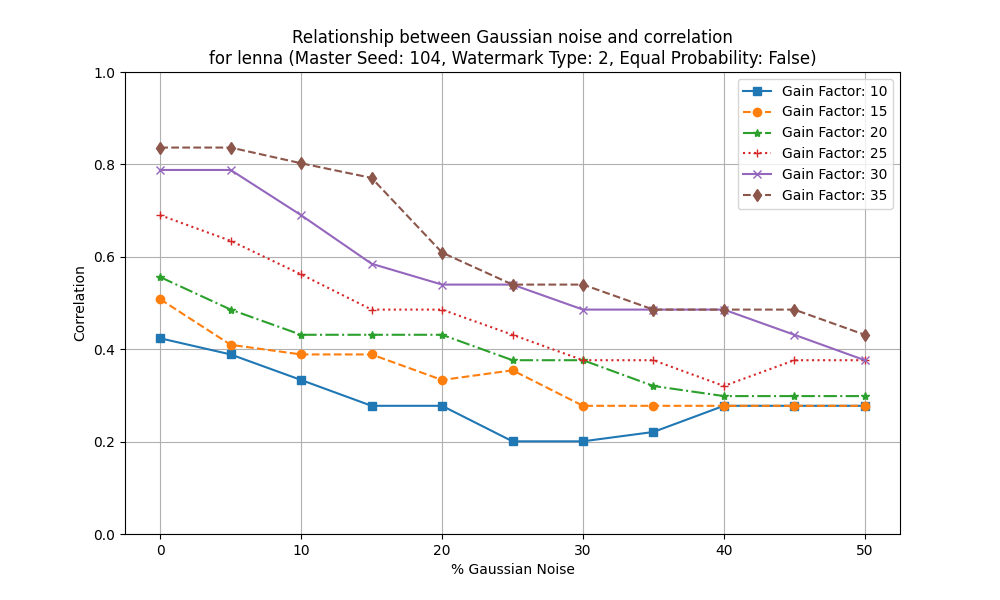 Relationship between Gaussian noise and correlation
for lenna (Master Seed: 104, Watermark Type: 2, Equal Probability: False)
1.0
0.8
0.6
0.4
0.2
0.0
Correlation
Gain Factor: 10
Gain Factor: 15
Gain Factor: 20
Gain Factor: 25
Gain Factor: 30
Gain Factor: 35
0 10 20 30 40 50
% Gaussian Noise